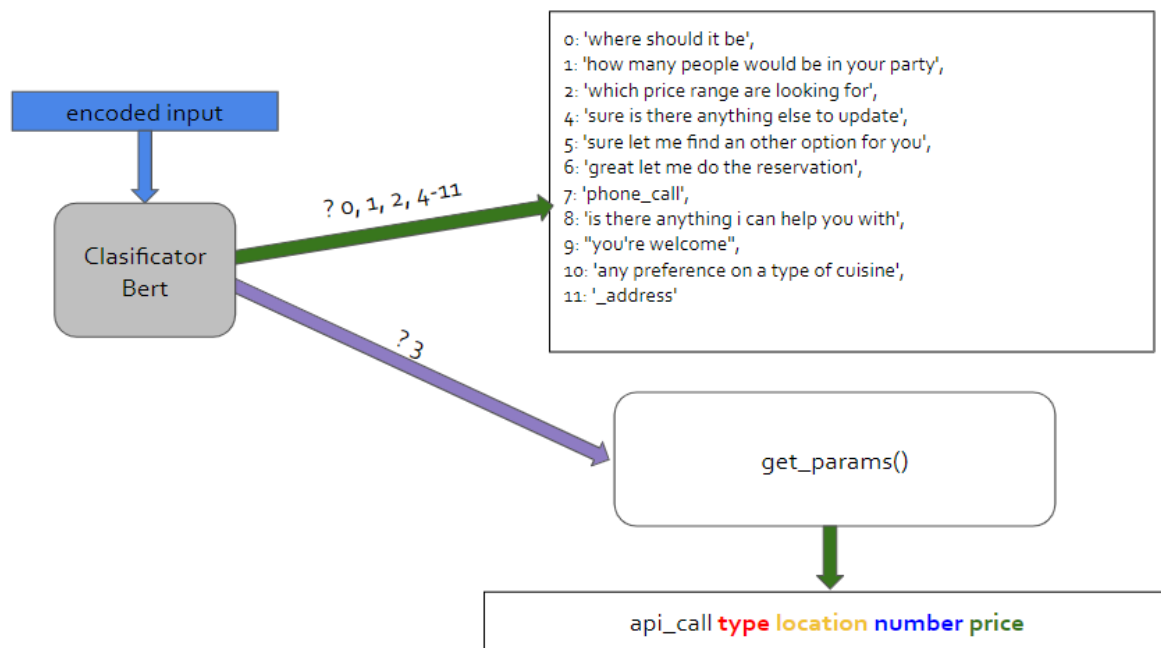 encoded input
Clasificator
Bert
? 0, 1, 2, 4-11
? 3
0: 'where should it be',
1: 'how many people would be in your party',
2: 'which price range are looking for',
4: 'sure is there anything else to update',
5: 'sure let me find an other option for you',
6: 'great let me do the reservation',
7: 'phone_call',
8: 'is there anything i can help you with',
9: "you're welcome",
10: 'any preference on a type of cuisine',
11: '_address'
get_params()
api_call type location number price